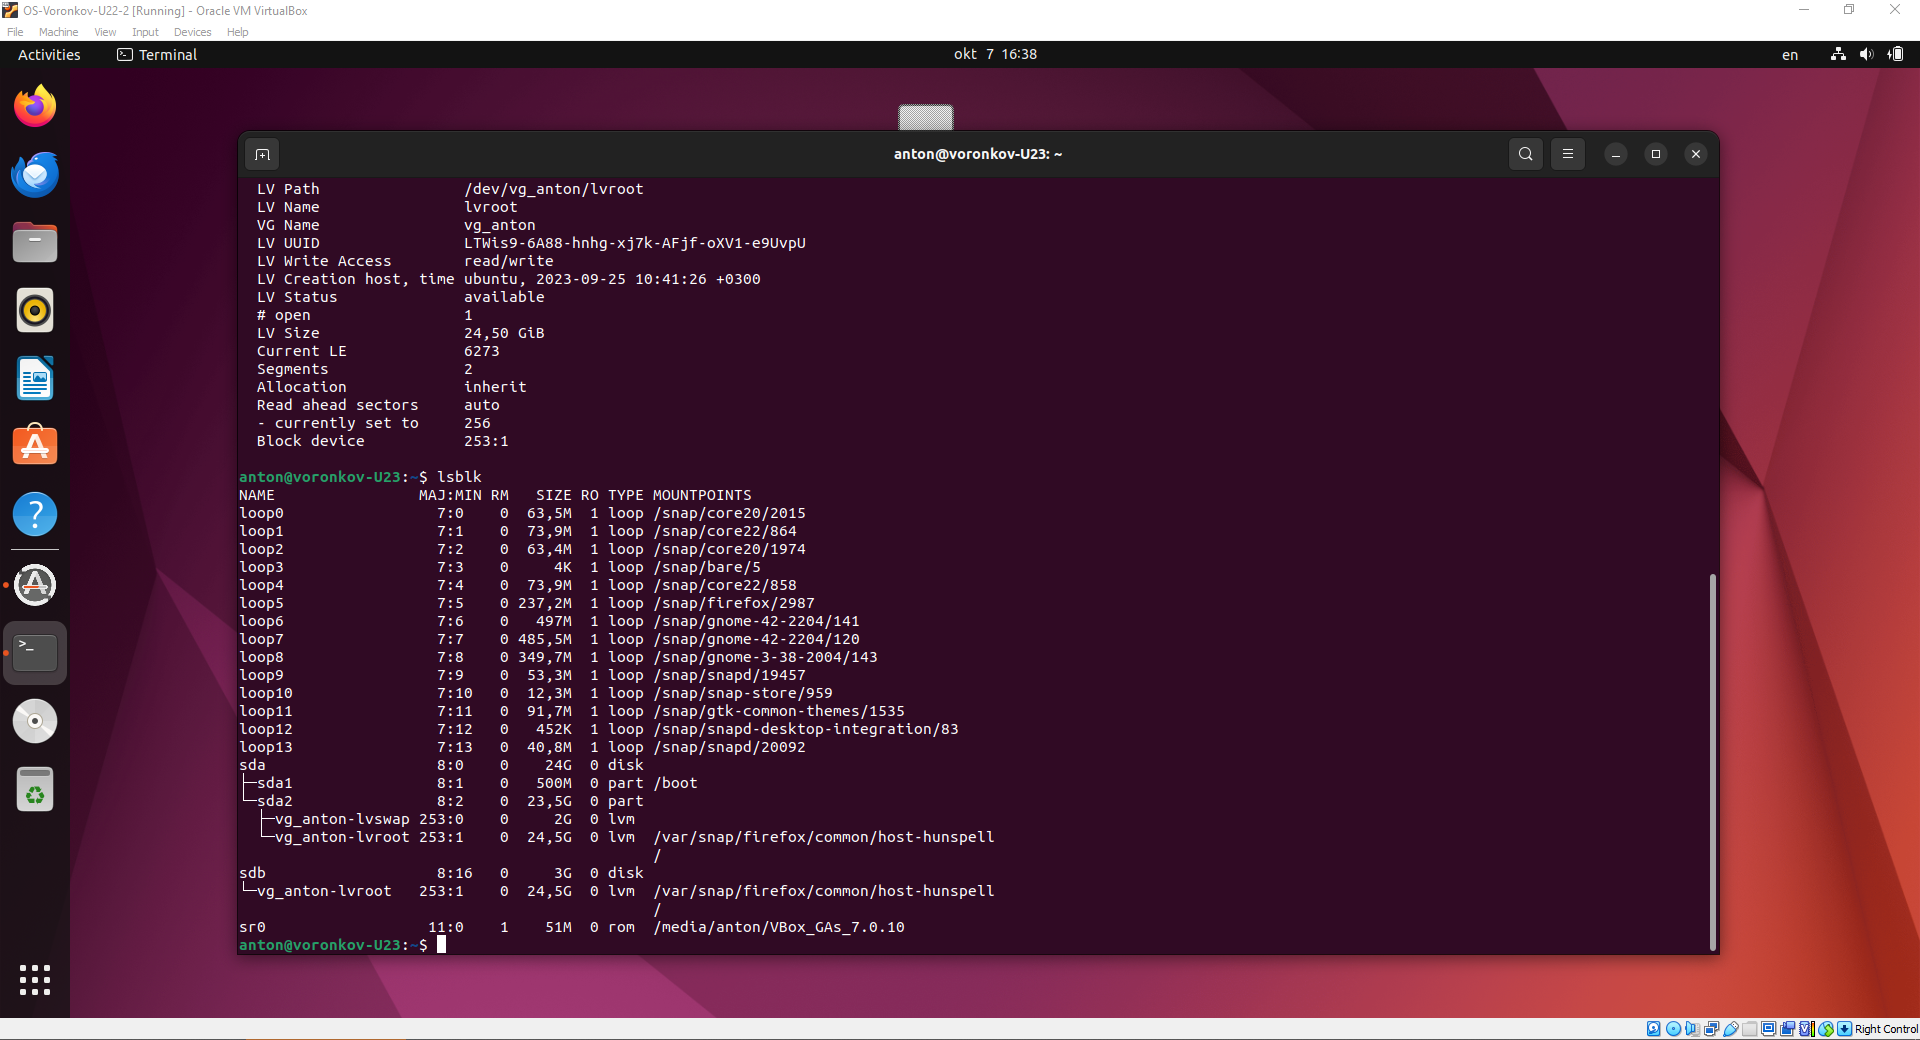 OS-Voronkov-U22-2 [Running] - Oracle VM VirtualBox
File Machine View Input Devices Help
Activities Terminal okt 7 16:38 en
anton@voronkov-U23: ~
LV Path /dev/vg_anton/lvroot
LV Name lvroot
VG Name vg_anton
LV UUID LTWis9-6A88-hnhg-xj7k-AFjf-oXV1-e9UvpU
LV Write Access read/write
LV Creation host, time ubuntu, 2023-09-25 10:41:26 +0300
LV Status available
# open 1
LV Size 24,50 GiB
Current LE 6273
Segments 2
Allocation inherit
Read ahead sectors auto
- currently set to 256
Block device 253:1
anton@voronkov-U23:~$ lsblk
NAME MAJ:MIN RM SIZE RO TYPE MOUNTPOINTS
loop0 7:0 0 63,5M 1 loop /snap/core20/2015
loop1 7:1 0 73,9M 1 loop /snap/core22/864
loop2 7:2 0 63,4M 1 loop /snap/core20/1974
loop3 7:3 0 4K 1 loop /snap/bare/5
loop4 7:4 0 73,9M 1 loop /snap/core22/858
loop5 7:5 0 237,2M 1 loop /snap/firefox/2987
loop6 7:6 0 497M 1 loop /snap/gnome-42-2204/141
loop7 7:7 0 485,5M 1 loop /snap/gnome-42-2204/120
loop8 7:8 0 349,7M 1 loop /snap/gnome-3-38-2004/143
loop9 7:9 0 53,3M 1 loop /snap/snapd/19457
loop10 7:10 0 12,3M 1 loop /snap/snap-store/959
loop11 7:11 0 91,7M 1 loop /snap/gtk-common-themes/1535
loop12 7:12 0 452K 1 loop /snap/snapd-desktop-integration/83
loop13 7:13 0 40,8M 1 loop /snap/snapd/20092
sda 8:0 0 24G 0 disk
├─sda1 8:1 0 500M 0 part /boot
└─sda2 8:2 0 23,5G 0 part
├─vg_anton-lvswap 253:0 0 2G 0 lvm
└─vg_anton-lvroot 253:1 0 24,5G 0 lvm /var/snap/firefox/common/host-hunspell
/
sdb 8:16 0 3G 0 disk
└─vg_anton-lvroot 253:1 0 24,5G 0 lvm /var/snap/firefox/common/host-hunspell
/
sr0 11:0 1 51M 0 rom /media/anton/VBox_GAs_7.0.10
anton@voronkov-U23:~$
Right Control